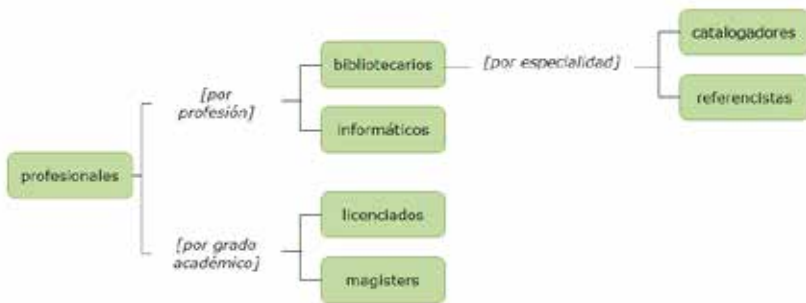 profesionales
[por
profesión]
bibliotecarios
[por especialidad]
catalogadores
referencistas
informáticos
[por grado
académico]
licenciados
magisters